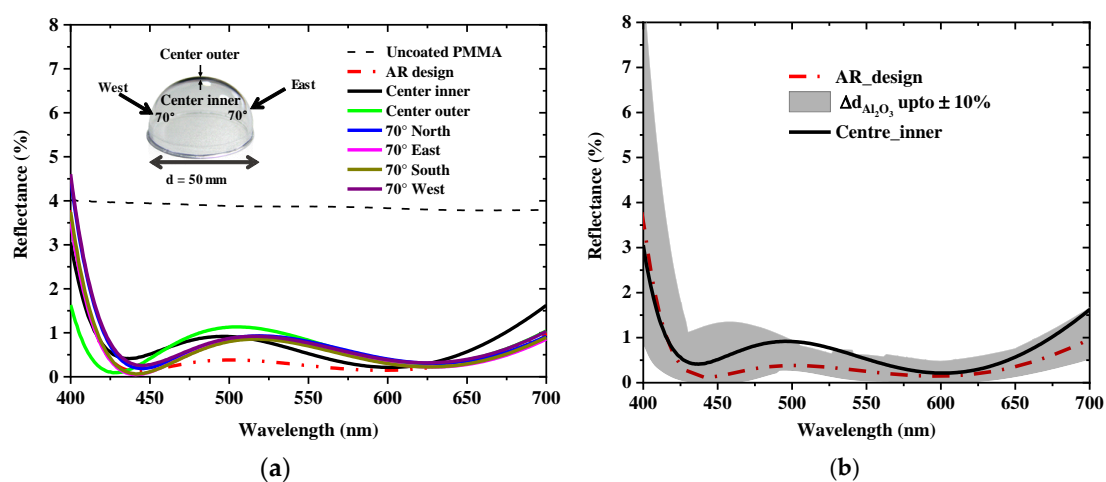 8
7
6
5
4
3
2
1
0
Reflectance (%)
400
450
500
550
600
650
700
Wavelength (nm)
Center outer
West
East
Center inner
70°
70°
d = 50 mm
Uncoated PMMA
AR design
Center inner
Center outer
70° North
70° East
70° South
70° West
(a)
8
7
6
5
4
3
2
1
0
Reflectance (%)
400
450
500
550
600
650
700
Wavelength (nm)
AR_design
Δd_Al₂O₃ upto ± 10%
Centre_inner
(b)